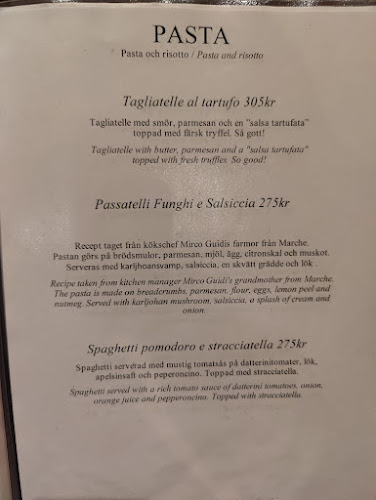 PASTA
Pasta och risotto / Pasta and risotto
Tagliatelle al tartufo 305kr
Tagliatelle med smör, parmesan och en "salsa tartufata"
toppad med färsk tryffel. Så gott!
Tagliatelle with butter, parmesan and a "salsa tartufata"
topped with fresh truffles. So good!
Passatelli Funghi e Salsiccia 275kr
Recept taget från kökschef Mirco Guidis farmor från Marche.
Pastan görs på brödsmulor, parmesan, mjöl, ägg, citronskal och muskot.
Serveras med karljhoansvamp, salsiccia, en skvätt grädde och lök .
Recipe taken from kitchen manager Mirco Guidi's grandmother from Marche.
The pasta is made on breadcrumbs, parmesan, flour, eggs, lemon peel and
nutmeg. Served with karljohan mushroom, salsiccia, a splash of cream and
onion.
Spaghetti pomodoro e stracciatella 275kr
Spaghetti serverad med mustig tomatsås på datterinitomater, lök,
apelsinsaft och peperoncino. Toppad med stracciatella.
Spaghetti served with a rich tomato sauce of datterini tomatoes, onion,
orange juice and pepperoncino. Topped with stracciatella.